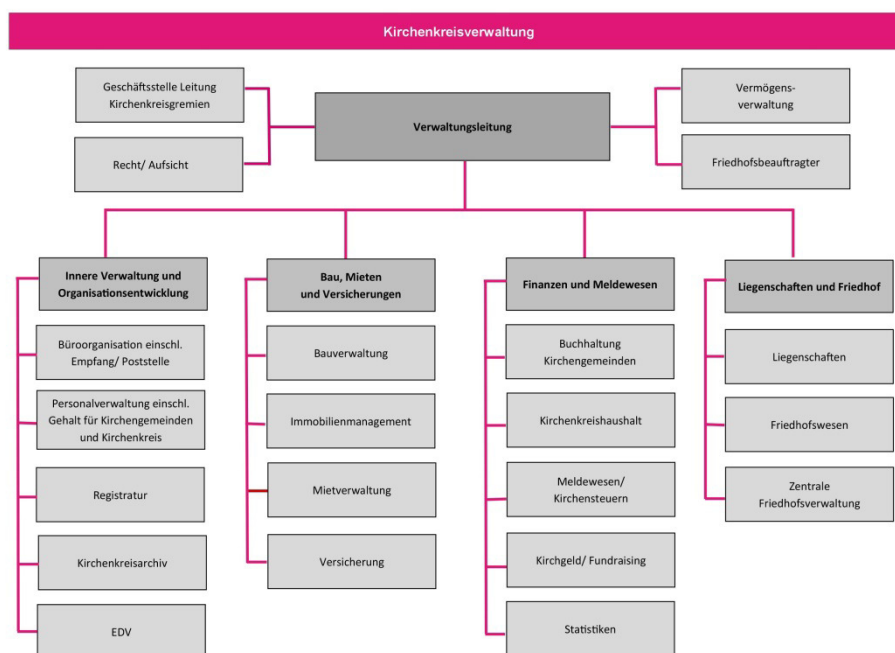 Kirchenkreisverwaltung
Geschäftsstelle Leitung
Kirchenkreisgremien
Recht/ Aufsicht
Verwaltungsleitung
Vermögens-
verwaltung
Friedhofsbeauftragter
Innere Verwaltung und
Organisationsentwicklung
Büroorganisation einschl.
Empfang/ Poststelle
Personalverwaltung einschl.
Gehalt für Kirchengemeinden
und Kirchenkreis
Registratur
Kirchenkreisarchiv
EDV
Bau, Mieten
und Versicherungen
Bauverwaltung
Immobilienmanagement
Mietverwaltung
Versicherung
Finanzen und Meldewesen
Buchhaltung
Kirchengemeinden
Kirchenkreishaushalt
Meldewesen/
Kirchensteuern
Kirchgeld/ Fundraising
Statistiken
Liegenschaften und Friedhof
Liegenschaften
Friedhofswesen
Zentrale
Friedhofsverwaltung